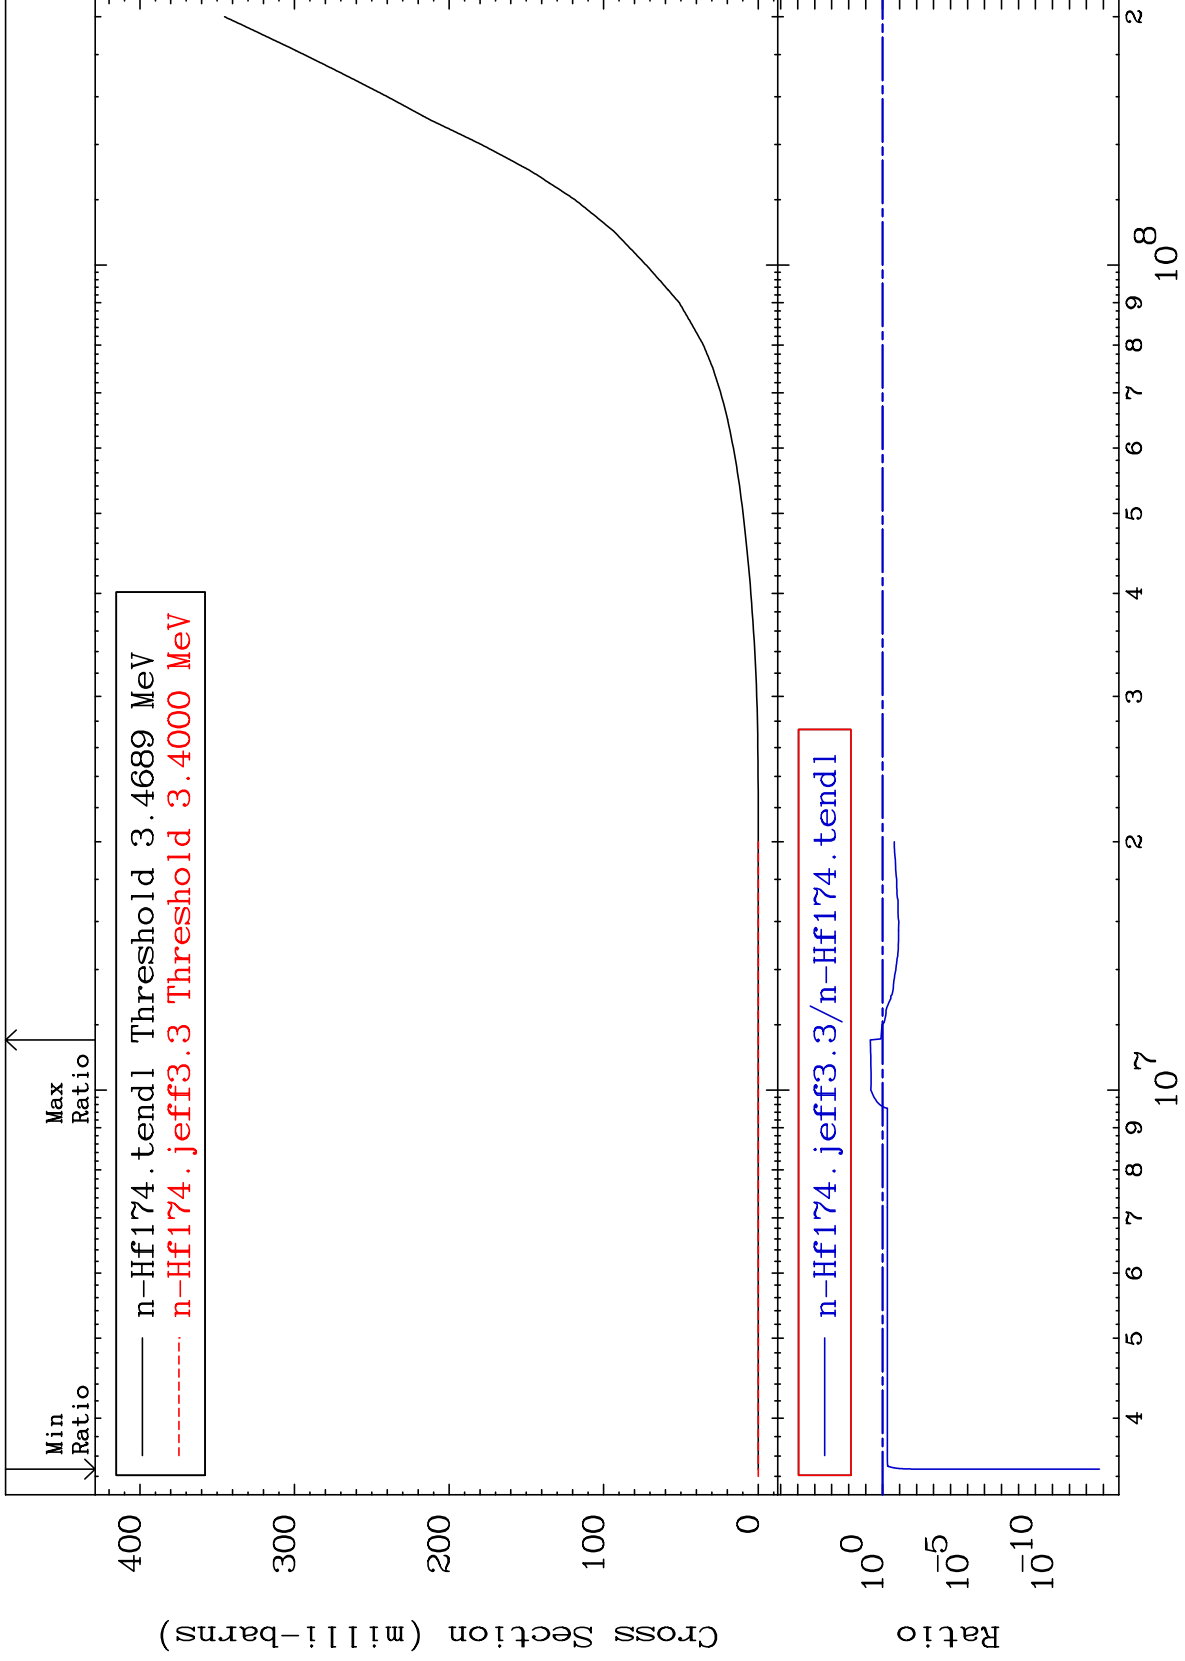 Min
Ratio
Max
Ratio
n-Hf174.tendl Threshold 3.4689 MeV
n-Hf174.jeff3.3 Threshold 3.4000 MeV
400
300
200
100
0
Cross Section (milli-barns)
n-Hf174.jeff3.3/n-Hf174.tendl
10^0
10^-5
10^-10
Ratio
4 5 6 7 8 9 10^7 2 3 4 5 6 7 8 9 10^8 2